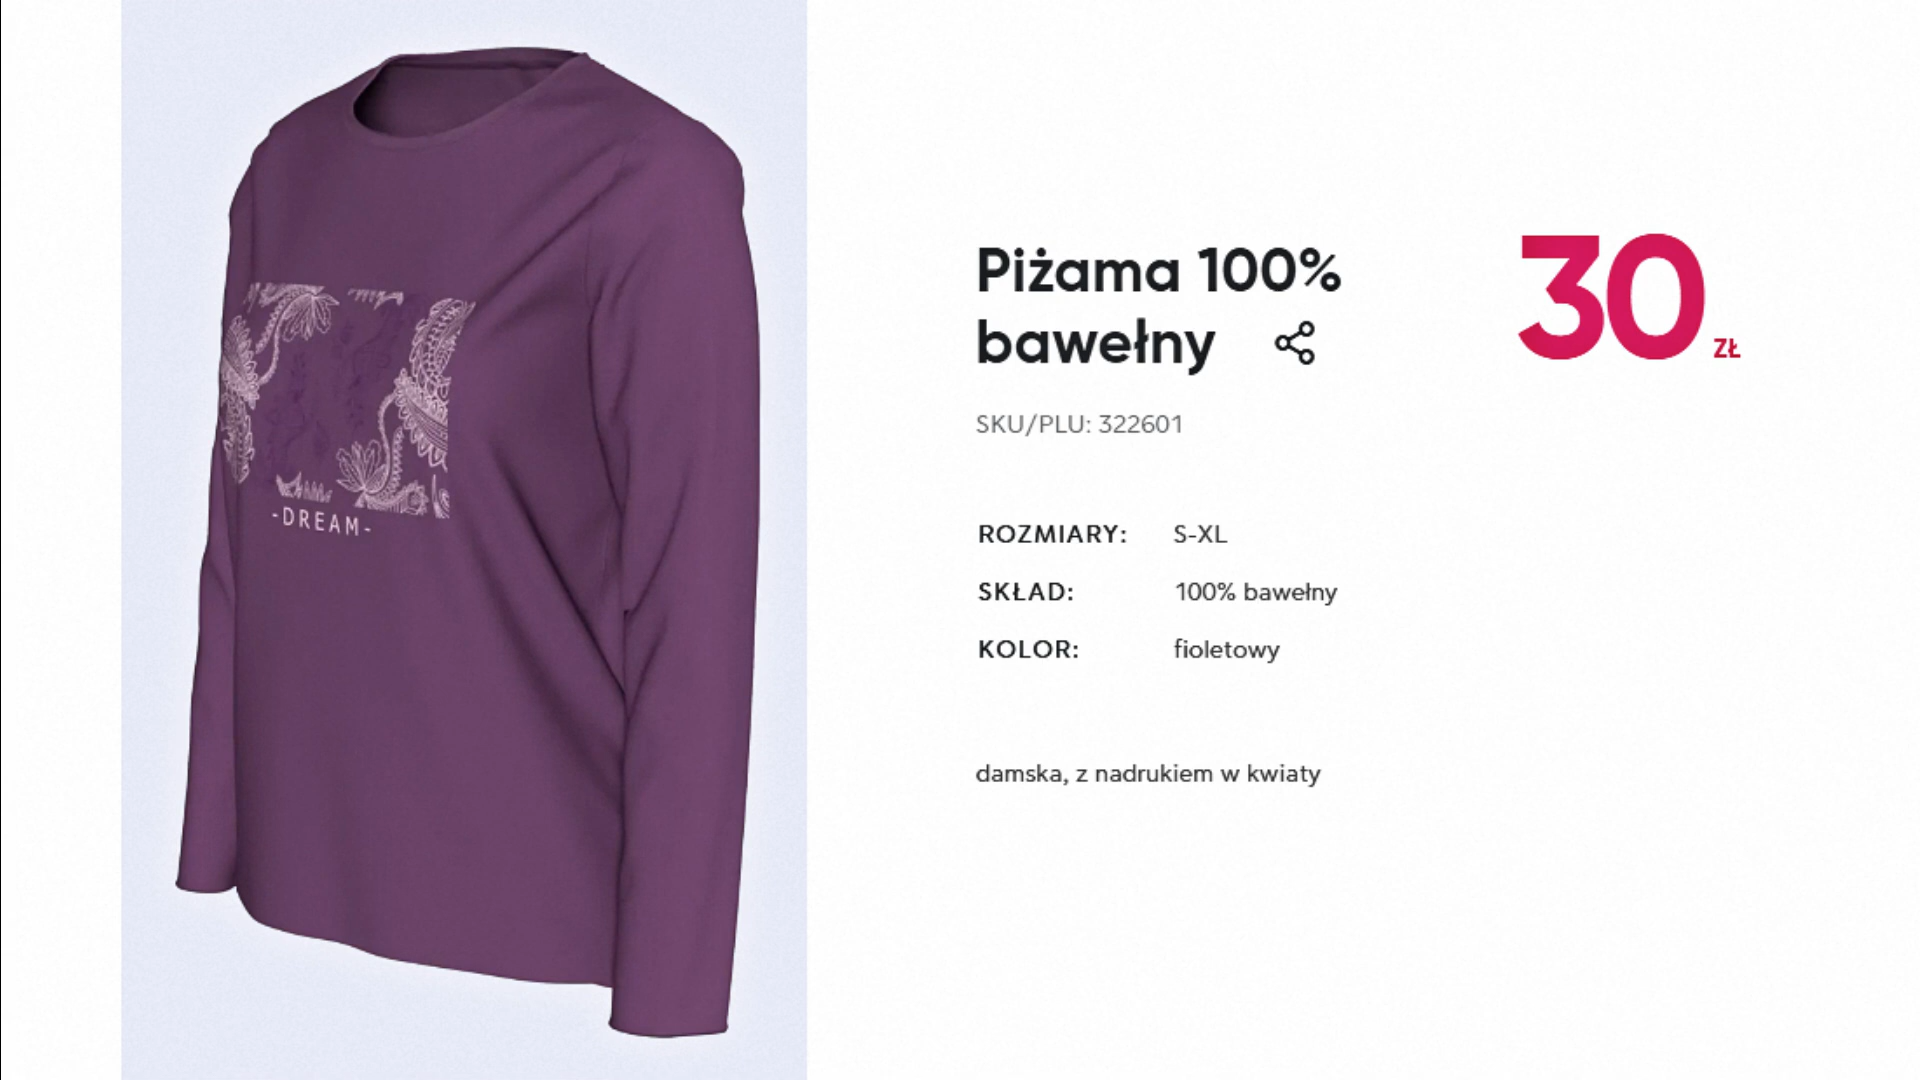 -DREAM-
Piżama 100%
bawełny
30 ZŁ
SKU/PLU: 322601
ROZMIARY: S-XL
SKŁAD: 100% bawełny
KOLOR: fioletowy
damska, z nadrukiem w kwiaty